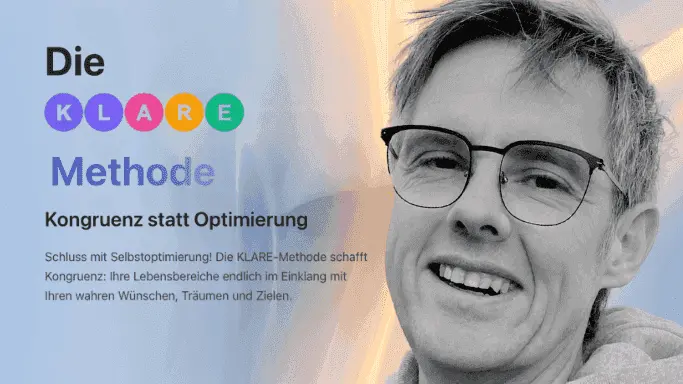 Die
KLARE
Methode
Kongruenz statt Optimierung
Schluss mit Selbstoptimierung! Die KLARE-Methode schafft
Kongruenz: Ihre Lebensbereiche endlich im Einklang mit
Ihren wahren Wünschen, Träumen und Zielen.